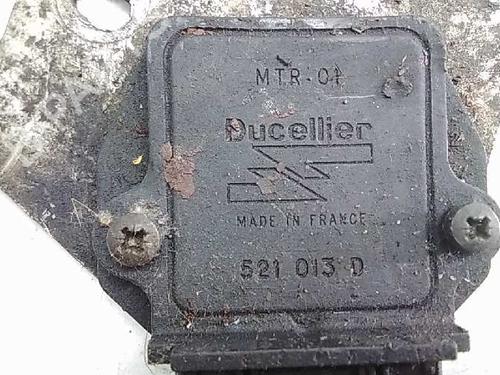 MTR-01
Ducellier
MADE IN FRANCE
521 013 D